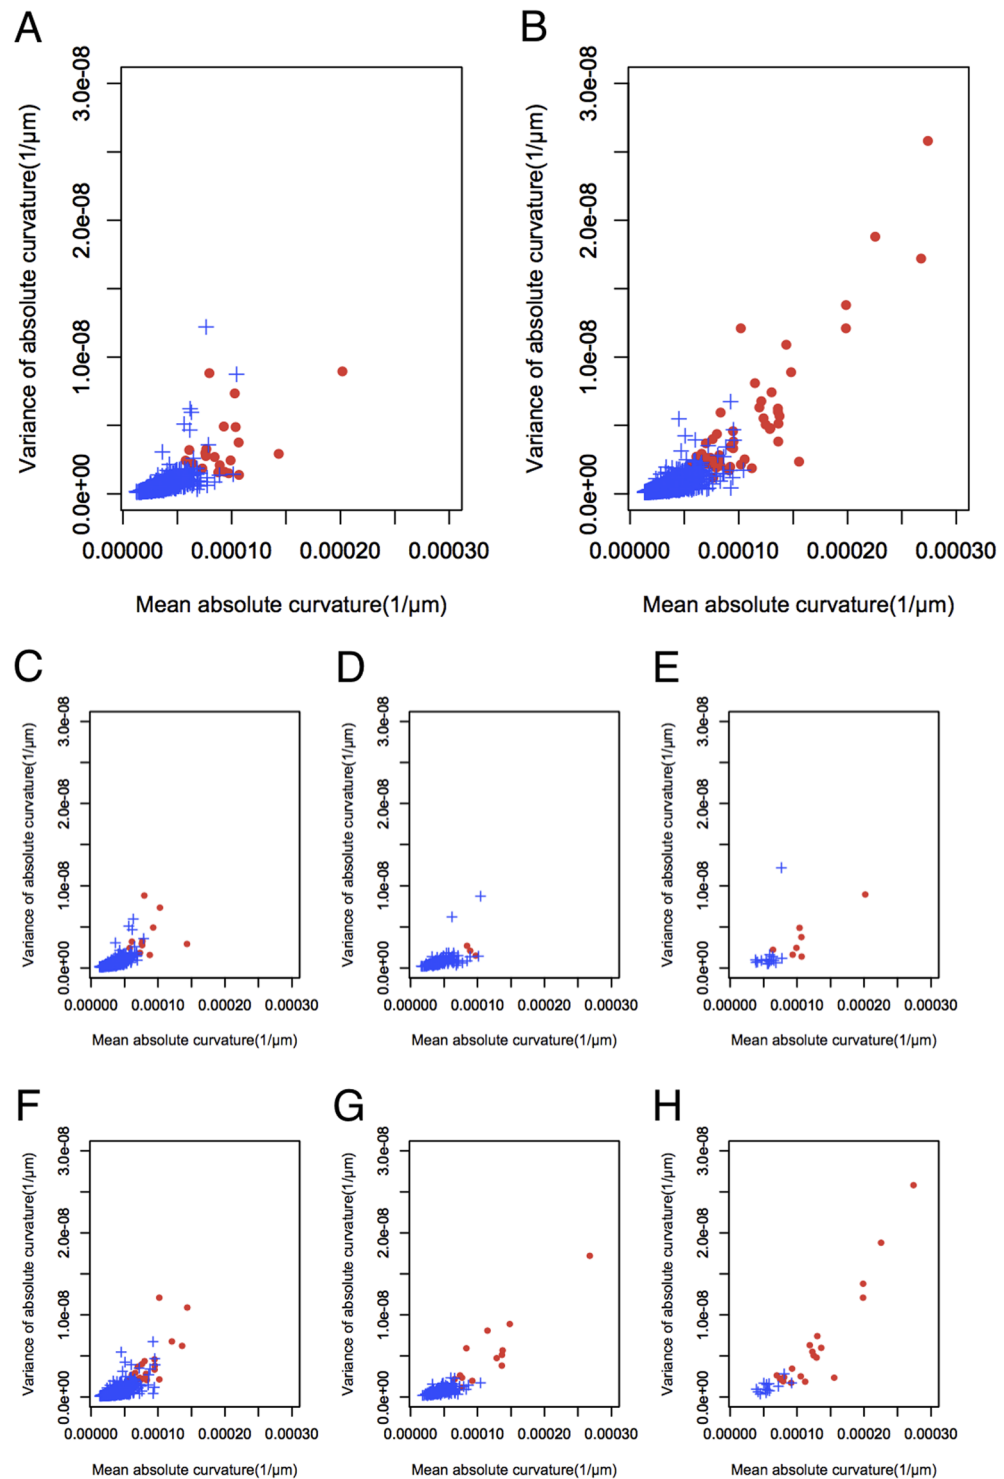 A
B
Variance of absolute curvature(1/µm)
3.0e-08
2.0e-08
1.0e-08
0.0e+00
0.00000 0.00010 0.00020 0.00030
Mean absolute curvature(1/µm)
Variance of absolute curvature(1/µm)
3.0e-08
2.0e-08
1.0e-08
0.0e+00
0.00000 0.00010 0.00020 0.00030
Mean absolute curvature(1/µm)
C
D
E
Variance of absolute curvature(1/µm)
3.0e-08
2.0e-08
1.0e-08
0.0e+00
0.00000 0.00010 0.00020 0.00030
Mean absolute curvature(1/µm)
Variance of absolute curvature(1/µm)
3.0e-08
2.0e-08
1.0e-08
0.0e+00
0.00000 0.00010 0.00020 0.00030
Mean absolute curvature(1/µm)
Variance of absolute curvature(1/µm)
3.0e-08
2.0e-08
1.0e-08
0.0e+00
0.00000 0.00010 0.00020 0.00030
Mean absolute curvature(1/µm)
F
G
H
Variance of absolute curvature(1/µm)
3.0e-08
2.0e-08
1.0e-08
0.0e+00
0.00000 0.00010 0.00020 0.00030
Mean absolute curvature(1/µm)
Variance of absolute curvature(1/µm)
3.0e-08
2.0e-08
1.0e-08
0.0e+00
0.00000 0.00010 0.00020 0.00030
Mean absolute curvature(1/µm)
Variance of absolute curvature(1/µm)
3.0e-08
2.0e-08
1.0e-08
0.0e+00
0.00000 0.00010 0.00020 0.00030
Mean absolute curvature(1/µm)